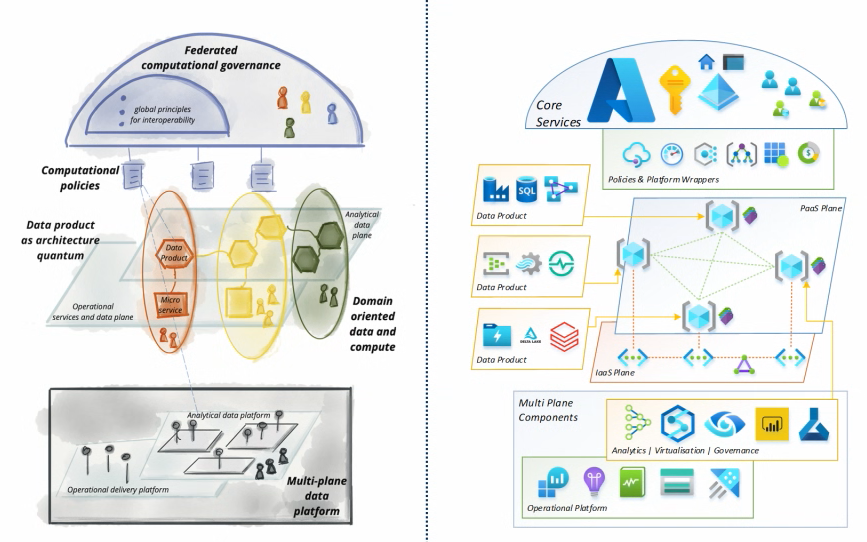 Federated
computational governance
global principles
for interoperability
Computational
policies
Data product
as architecture
quantum
Analytical
data
plane
Data
Product
Operational
services and data plane
Micro
service
Domain
oriented
data and
compute
Analytical data platform
Operational delivery platform
Multi-plane
data
platform
Core
Services
Policies & Platform Wrappers
SQL
Data Product
PaaS Plane
Data Product
DELTA LAKE
Data Product
IaaS Plane
Multi Plane
Components
Analytics | Virtualisation | Governance
Operational Platform